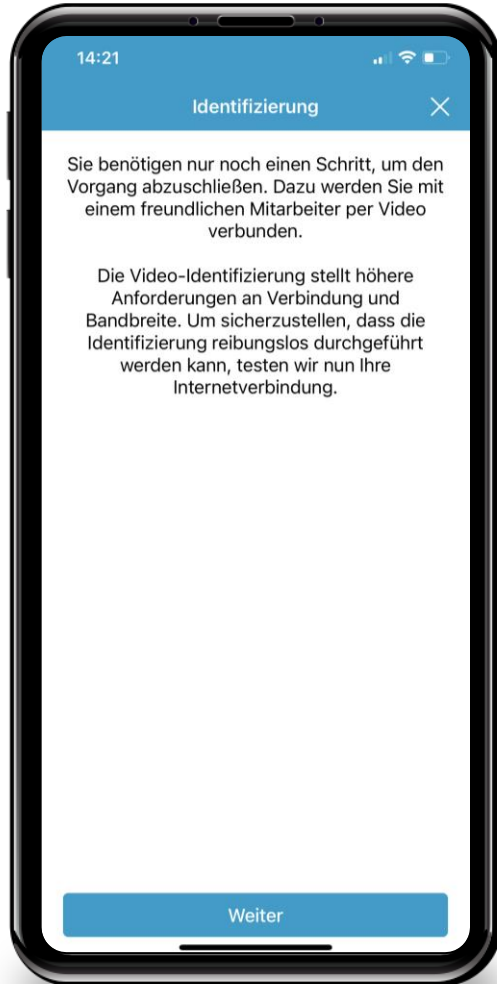 14:21
Identifizierung
Sie benötigen nur noch einen Schritt, um den
Vorgang abzuschließen. Dazu werden Sie mit
einem freundlichen Mitarbeiter per Video
verbunden.
Die Video-Identifizierung stellt höhere
Anforderungen an Verbindung und
Bandbreite. Um sicherzustellen, dass die
Identifizierung reibungslos durchgeführt
werden kann, testen wir nun Ihre
Internetverbindung.
Weiter